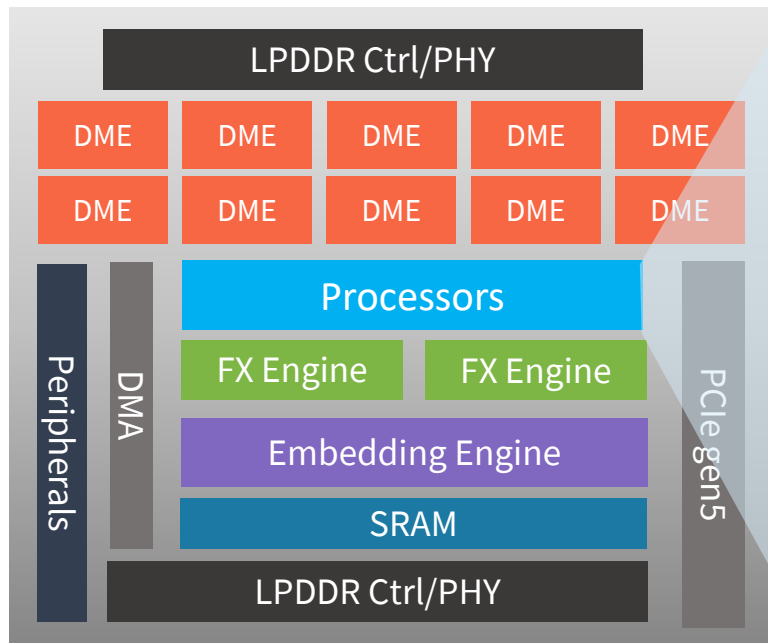 LPDDR Ctrl/PHY
DME
DME
DME
DME
DME
DME
DME
DME
DME
DME
Peripherals
DMA
Processors
FX Engine
FX Engine
Embedding Engine
SRAM
PCIe gen5
LPDDR Ctrl/PHY